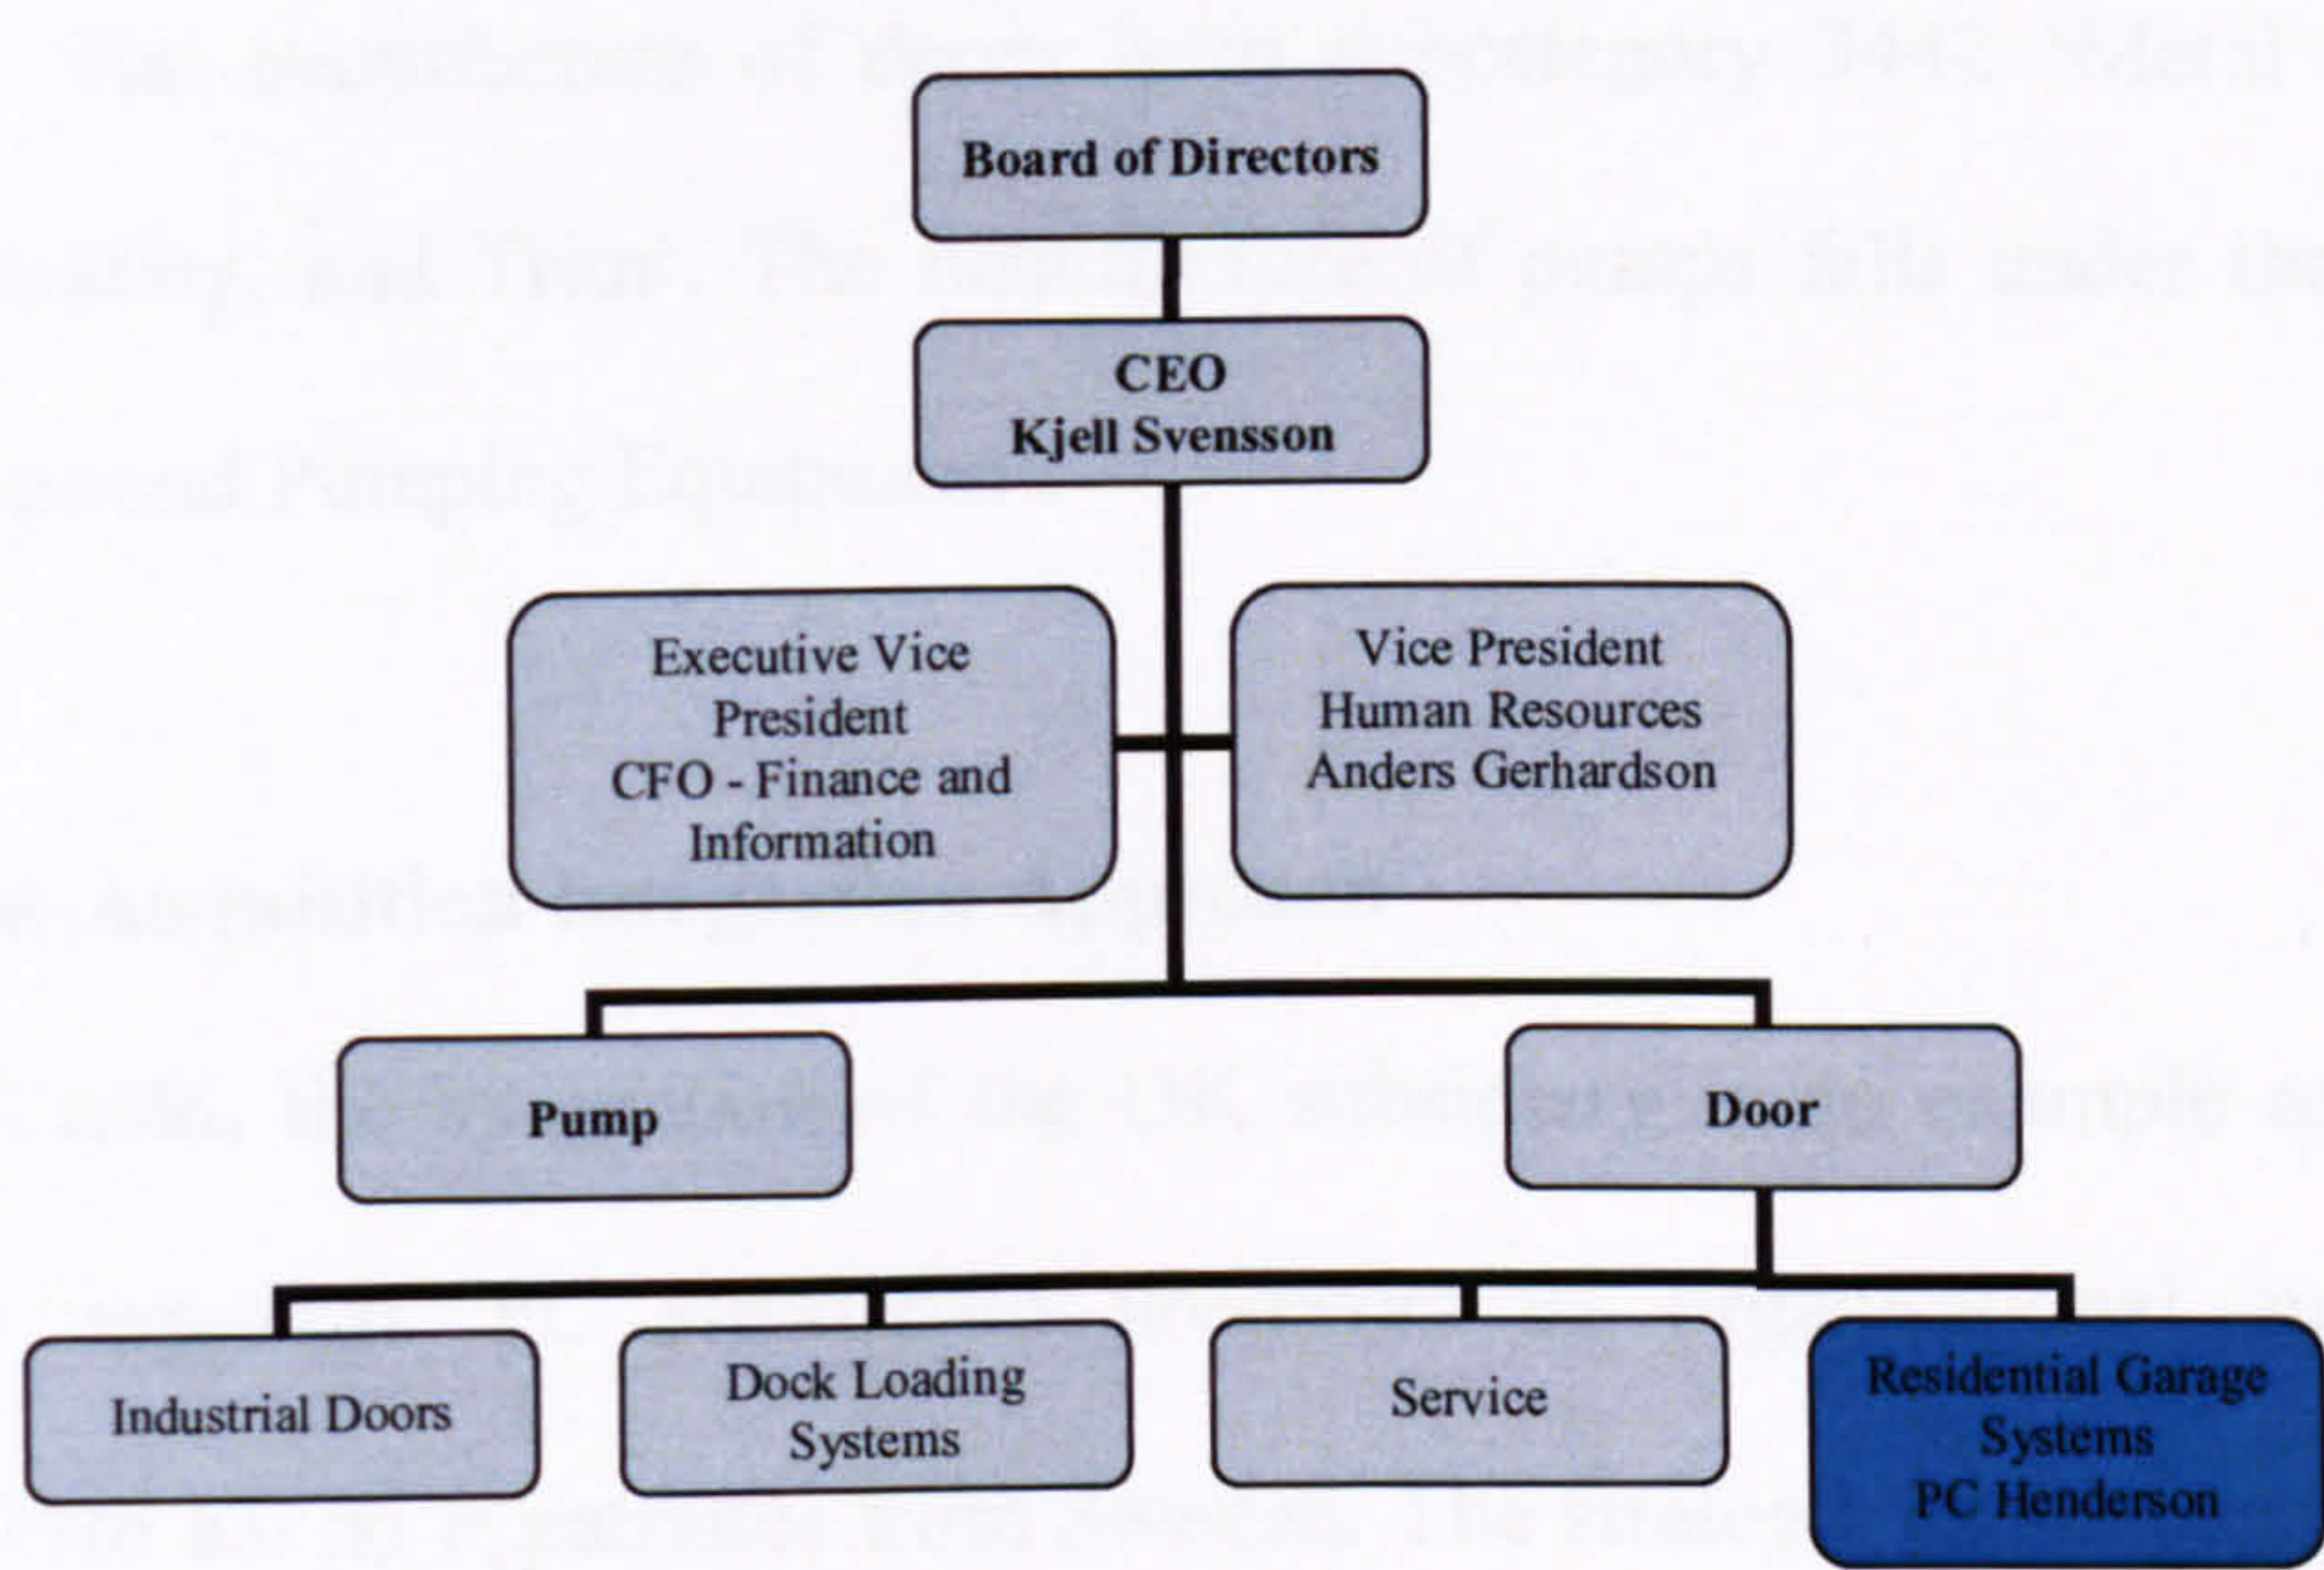 Board of Directors
CEO
Kjell Svensson
Executive Vice
President
CFO - Finance and
Information
Vice President
Human Resources
Anders Gerhardson
Pump
Door
Industrial Doors
Dock Loading
Systems
Service
Residential Garage
Systems
PC Henderson